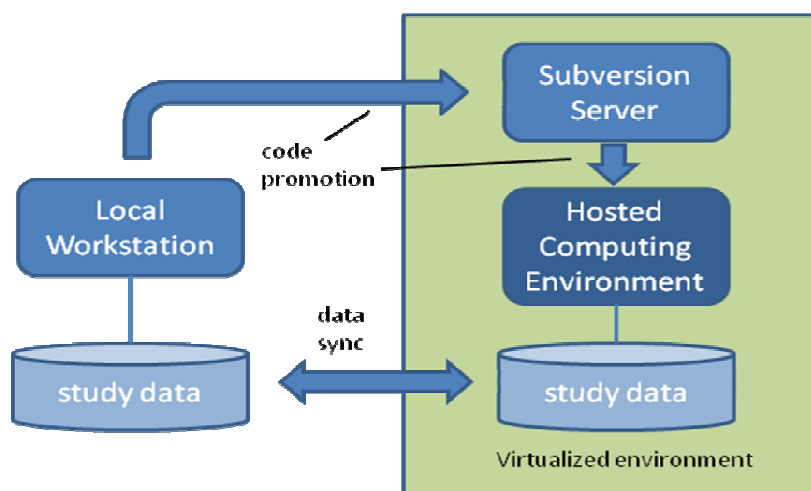 Subversion
Server
code
promotion
Local
Workstation
Hosted
Computing
Environment
data
sync
study data
study data
Virtualized environment